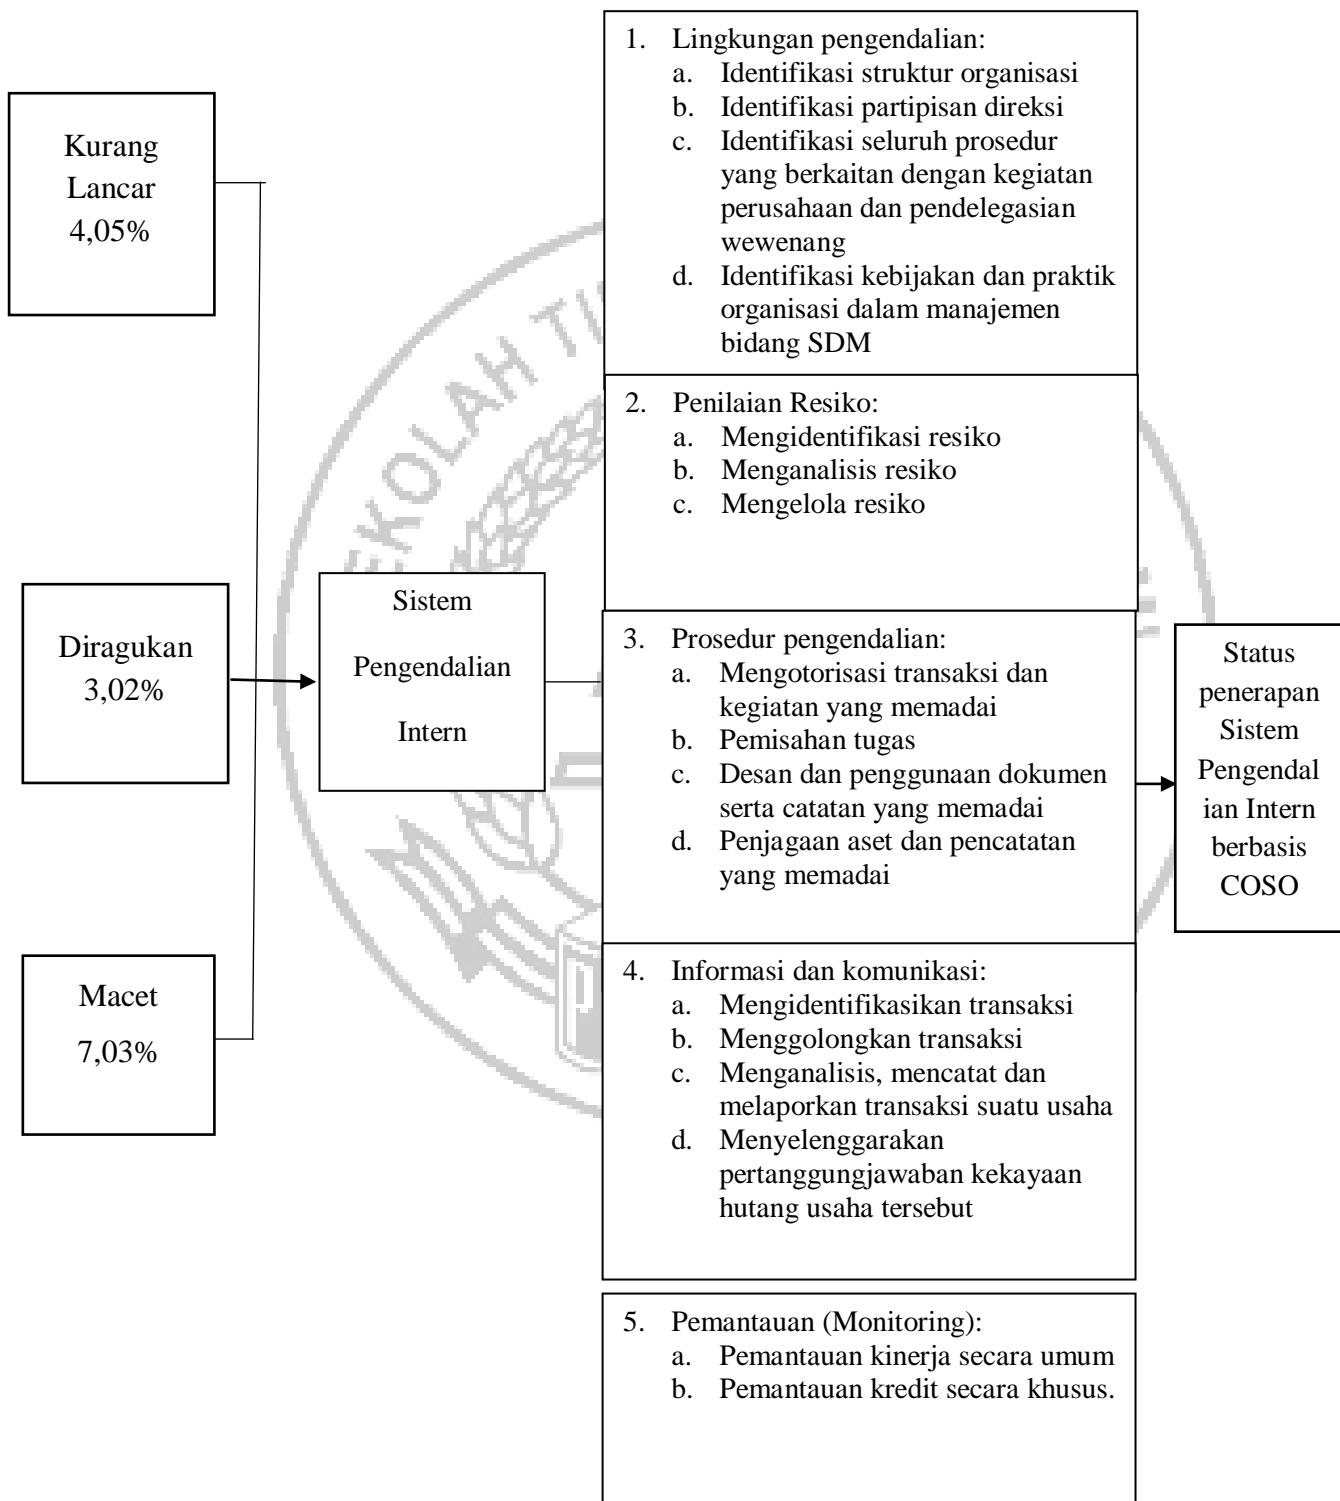 Kurang
Lancar
4,05%
Diragukan
3,02%
Macet
7,03%
Sistem
Pengendalian
Intern
1. Lingkungan pengendalian:
a. Identifikasi struktur organisasi
b. Identifikasi partipisan direksi
c. Identifikasi seluruh prosedur
yang berkaitan dengan kegiatan
perusahaan dan pendelegasian
wewenang
d. Identifikasi kebijakan dan praktik
organisasi dalam manajemen
bidang SDM
2. Penilaian Resiko:
a. Mengidentifikasi resiko
b. Menganalisis resiko
c. Mengelola resiko
3. Prosedur pengendalian:
a. Mengotorisasi transaksi dan
kegiatan yang memadai
b. Pemisahan tugas
c. Desan dan penggunaan dokumen
serta catatan yang memadai
d. Penjagaan aset dan pencatatan
yang memadai
4. Informasi dan komunikasi:
a. Mengidentifikasikan transaksi
b. Menggolongkan transaksi
c. Menganalisis, mencatat dan
melaporkan transaksi suatu usaha
d. Menyelenggarakan
pertanggungjawaban kekayaan
hutang usaha tersebut
5. Pemantauan (Monitoring):
a. Pemantauan kinerja secara umum
b. Pemantauan kredit secara khusus.
Status
penerapan
Sistem
Pengendal
ian Intern
berbasis
COSO